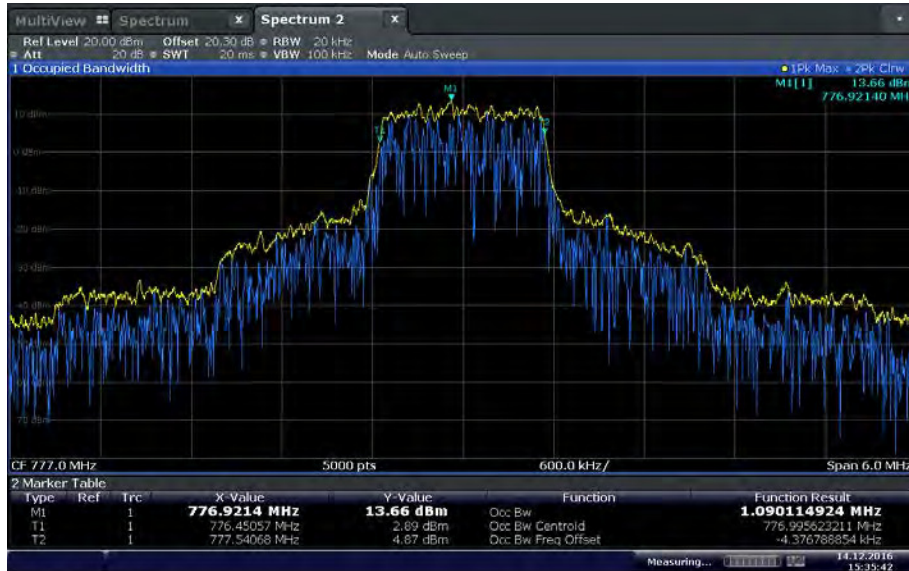 MultiView Spectrum x Spectrum 2 x
Ref Level 20.00 dBm Offset 20.30 dB RBW 20 kHz
Att 20 dB SWT 20 ms VBW 100 kHz Mode Auto Sweep
1 Occupied Bandwidth 1Pk Max 2Pk Clrw
M1[1] 13.66 dBm
776.92140 MHz
M1
T1
T2
10 dBm
0 dBm
-10 dBm
-20 dBm
-30 dBm
-40 dBm
-70 dBm
CF 777.0 MHz 5000 pts 600.0 kHz/ Span 6.0 MHz
2 Marker Table
Type Ref Trc X-Value Y-Value Function Function Result
M1 1 776.9214 MHz 13.66 dBm Occ Bw 1.090114924 MHz
T1 1 776.45057 MHz 2.89 dBm Occ Bw Centroid 776.995623211 MHz
T2 1 777.54068 MHz 4.87 dBm Occ Bw Freq Offset -4.376788854 kHz
Measuring... 14.12.2016
15:35:42